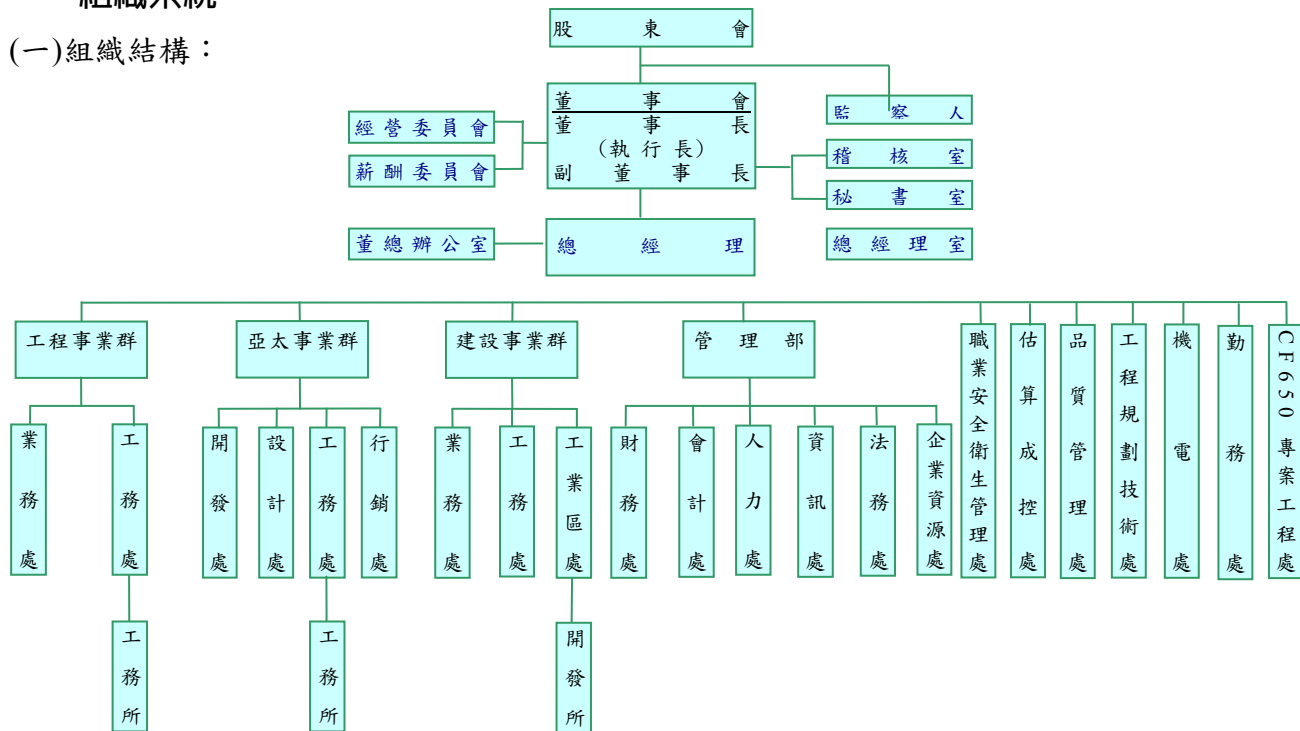 組織系統
(一)組織結構：
股東會
董事會
董事長
(執行長)
副董事長
經營委員會
薪酬委員會
監察人
稽核室
秘書室
董總辦公室
總經理
總經理室
工程事業群
亞太事業群
建設事業群
管理部
職業安全衛生管理處
估算成控處
品質管理處
工程規劃技術處
機電處
勤務處
CF650專案工程處
業務處
工務處
開發處
設計處
工務處
行銷處
業務處
工務處
工業區處
財務處
會計處
人力處
資訊處
法務處
企業資源處
工務所
工務所
開發所